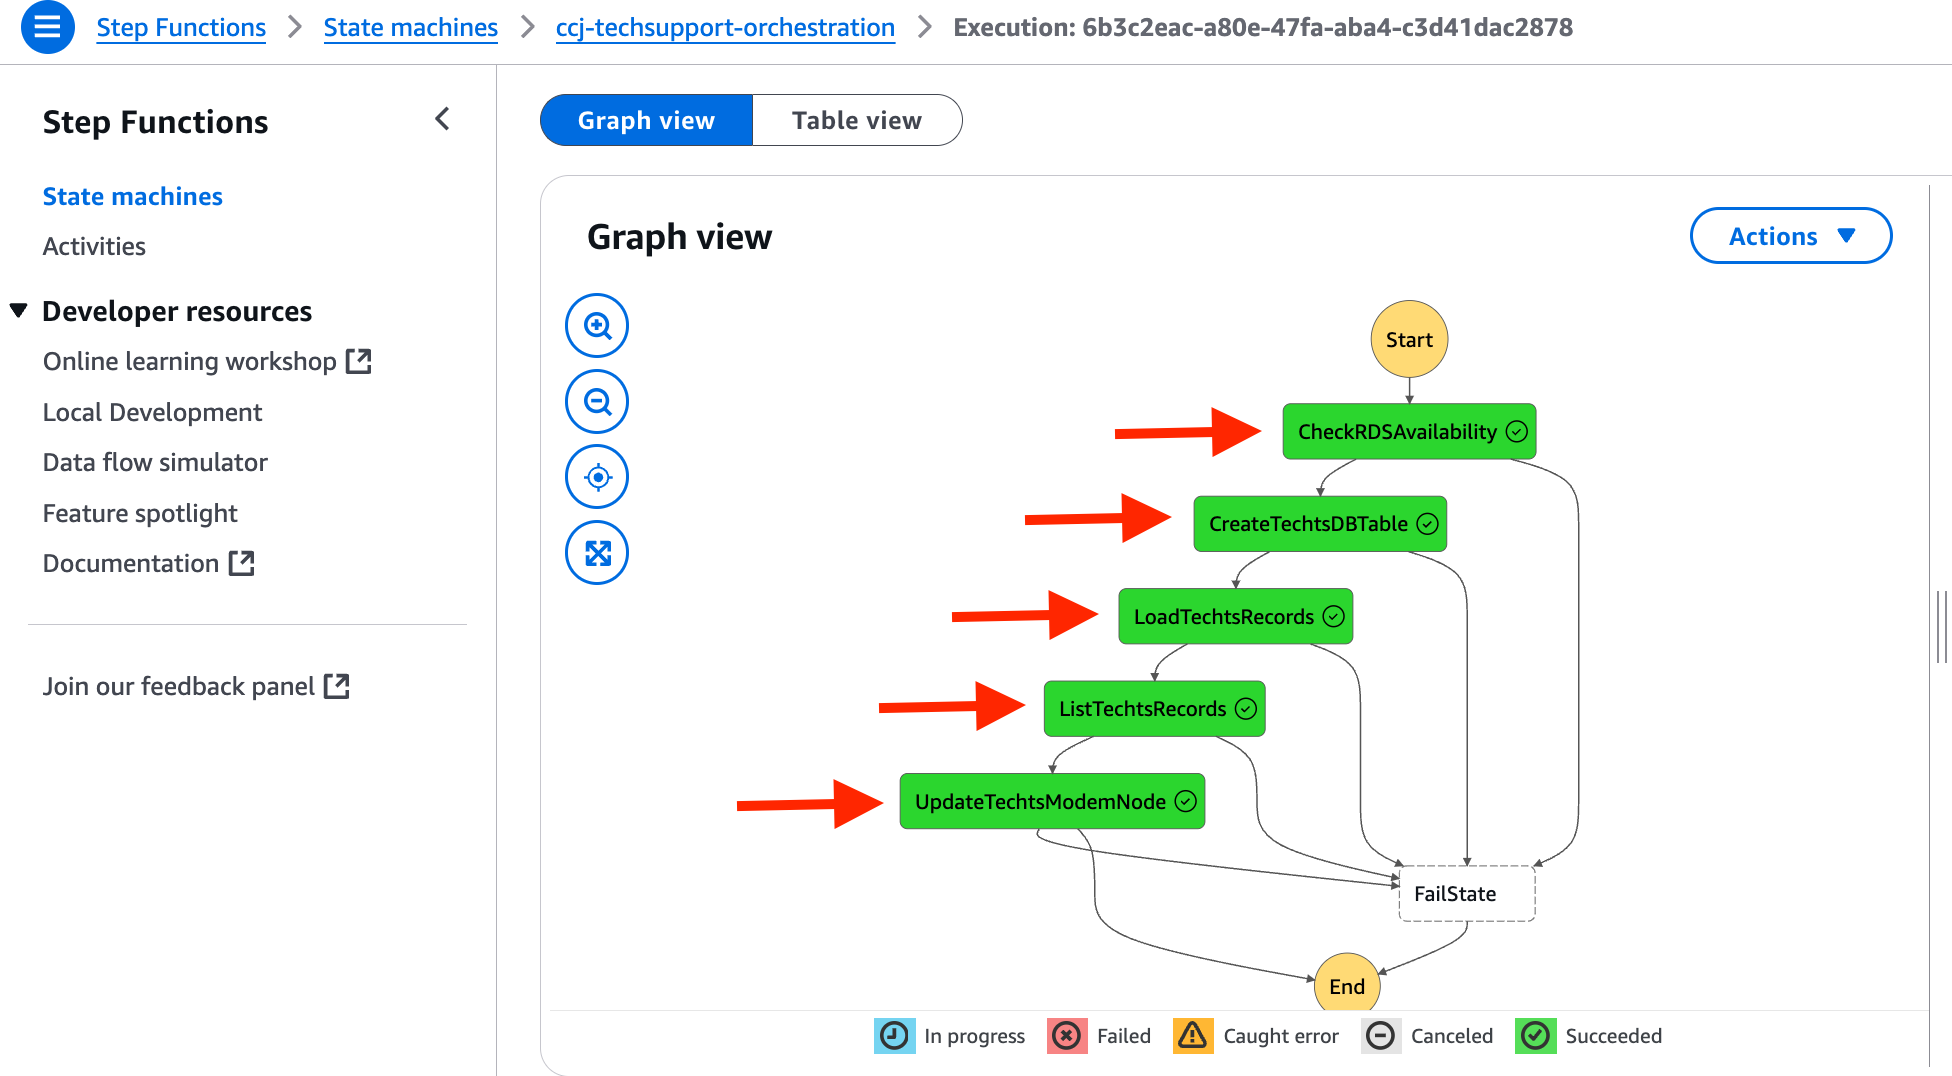 Step Functions > State machines > ccj-techsupport-orchestration > Execution: 6b3c2eac-a80e-47fa-aba4-c3d41dac2878
Step Functions
State machines
Activities
Developer resources
Online learning workshop
Local Development
Data flow simulator
Feature spotlight
Documentation
Join our feedback panel
Graph view Table view
Graph view
Actions
Start
CheckRDSAvailability
CreateTechtsDBTable
LoadTechtsRecords
ListTechtsRecords
UpdateTechtsModemNode
FailState
End
In progress Failed Caught error Canceled Succeeded